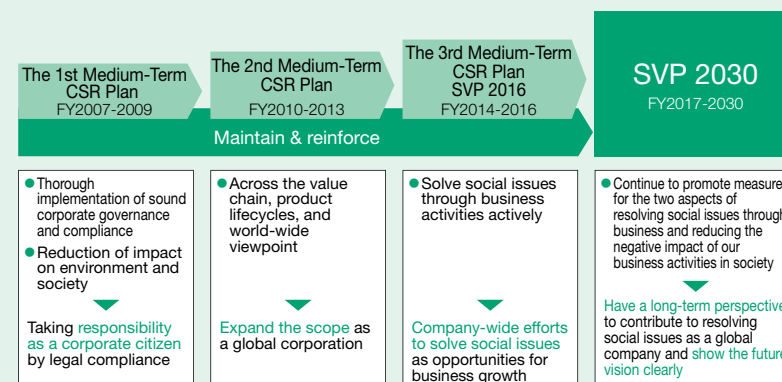 The 1st Medium-Term
CSR Plan
FY2007-2009
The 2nd Medium-Term
CSR Plan
FY2010-2013
The 3rd Medium-Term
CSR Plan
SVP 2016
FY2014-2016
SVP 2030
FY2017-2030
Maintain & reinforce
● Thorough
implementation of sound
corporate governance
and compliance
● Reduction of impact
on environment and
society
Taking responsibility
as a corporate citizen
by legal compliance
● Across the value
chain, product
lifecycles, and
world-wide
viewpoint
Expand the scope as
a global corporation
● Solve social issues
through business
activities actively
Company-wide efforts
to solve social issues
as opportunities for
business growth
● Continue to promote measure
for the two aspects of
resolving social issues through
business and reducing the
negative impact of our
business activities in society
Have a long-term perspective
to contribute to resolving
social issues as a global
company and show the future
vision clearly